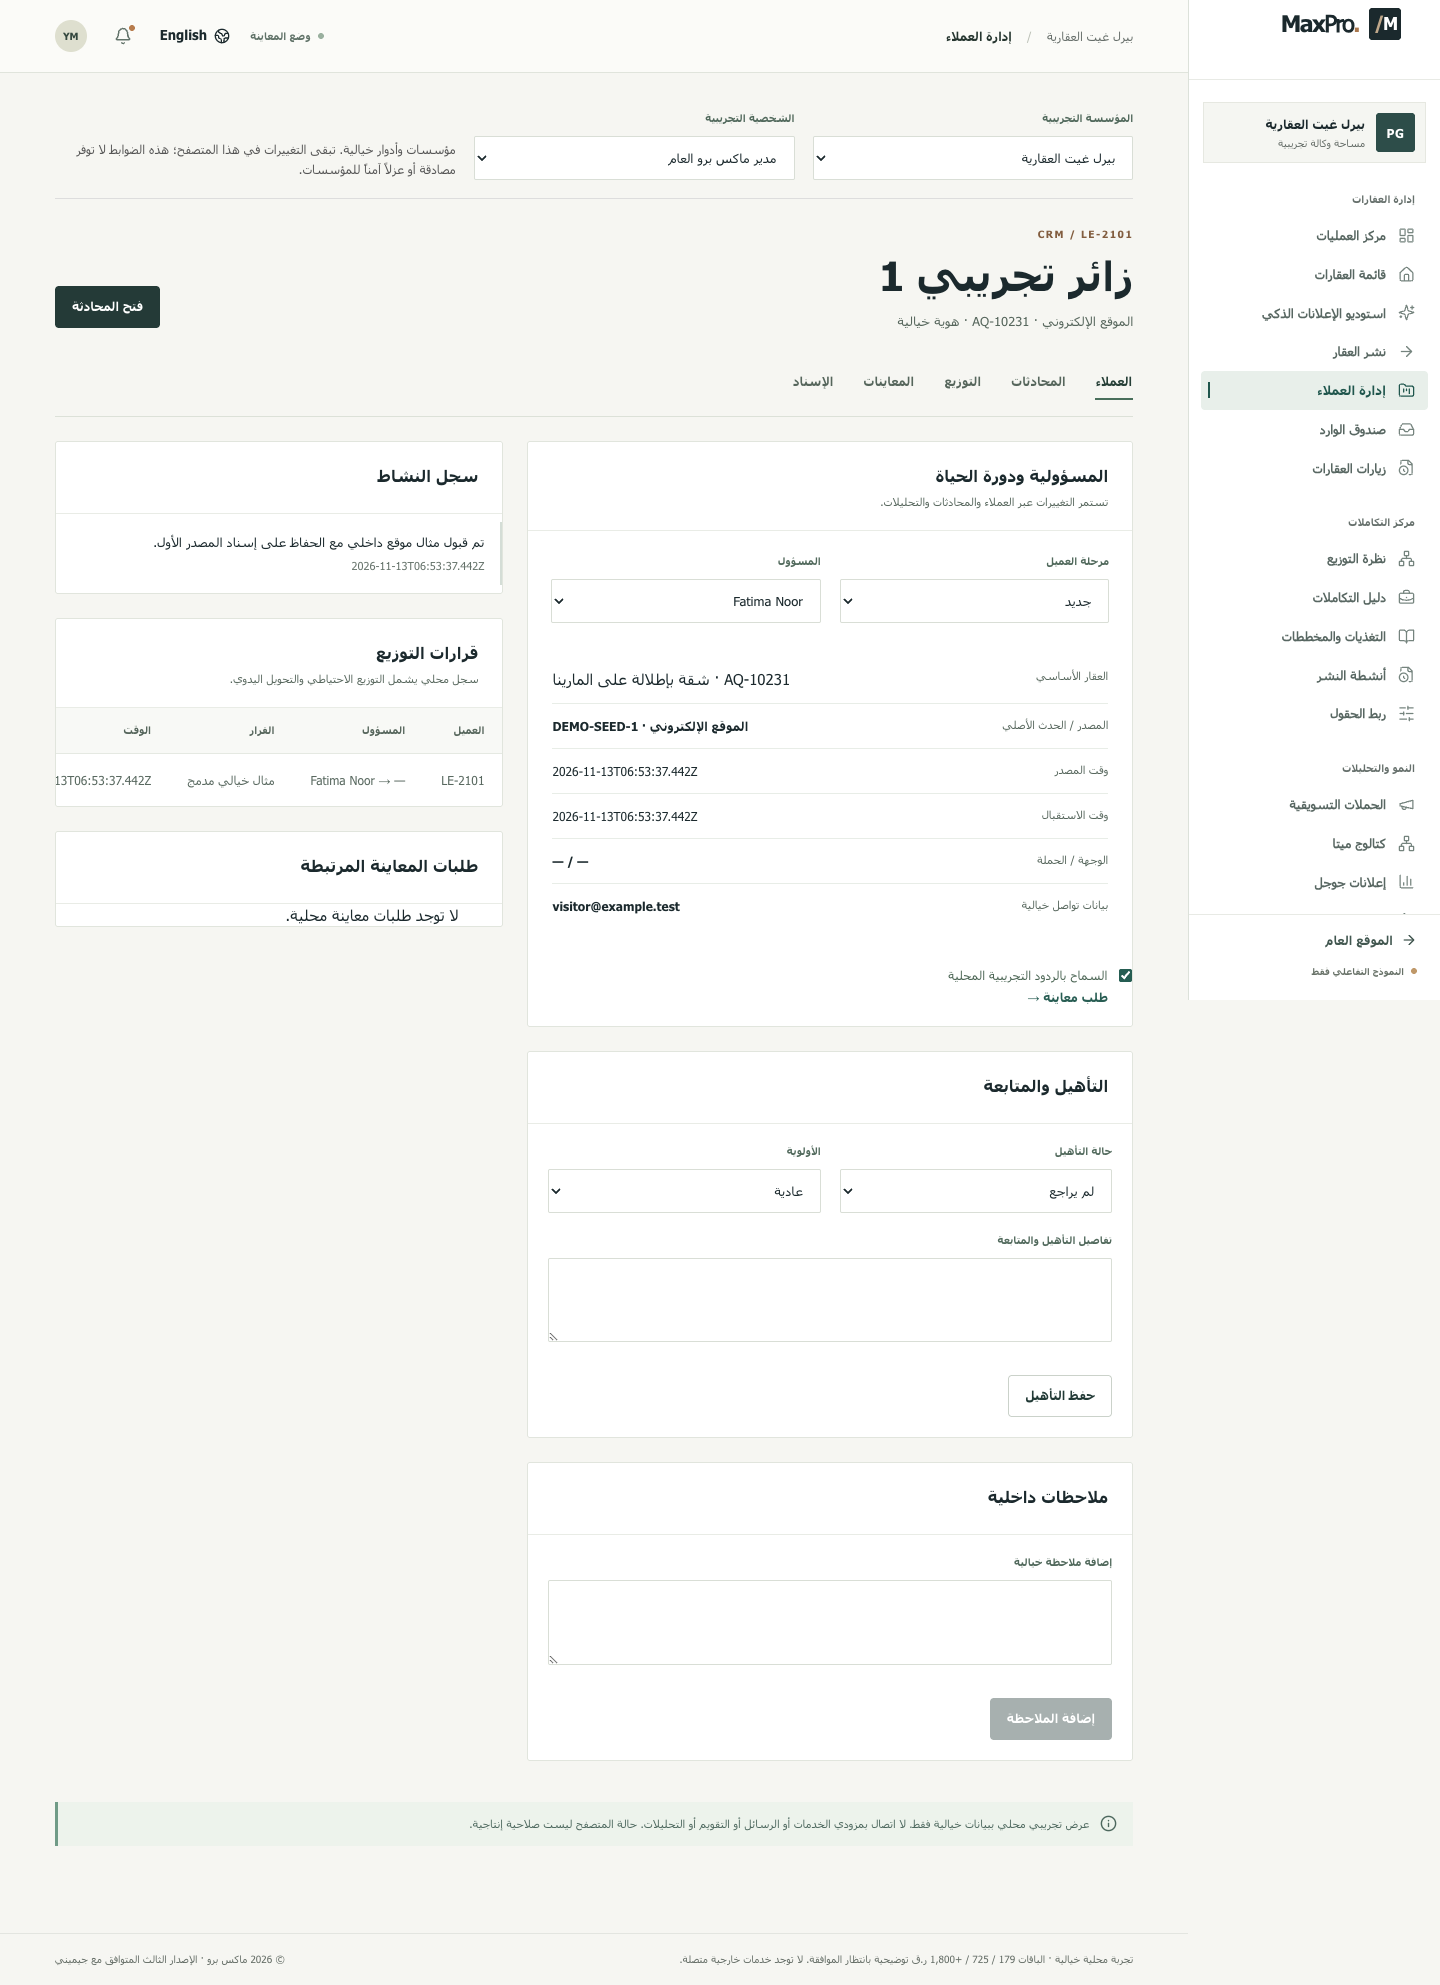 MaxPro.
/M
PG
بيرل غيت العقارية
مساحة وكالة تجريبية
إدارة العقارات
مركز العمليات
قائمة العقارات
استوديو الإعلانات الذكي
نشر العقار
إدارة العملاء
صندوق الوارد
زيارات العقارات
مركز التكاملات
نظرة التوزيع
دليل التكاملات
التغذيات والمخططات
أنشطة النشر
ربط الحقول
النمو والتحليلات
الحملات التسويقية
كتالوج ميتا
إعلانات جوجل
الموقع العام
النموذج التفاعلي فقط
بيرل غيت العقارية / إدارة العملاء
وضع المعاينة
English
YM
المؤسسة التجريبية
بيرل غيت العقارية
الشخصية التجريبية
مدير ماكس برو العام
مؤسسات وأدوار خيالية. تبقى التغييرات في هذا المتصفح؛ هذه الضوابط لا توفر
مصادقة أو عزلاً آمناً للمؤسسات.
CRM / LE-2101
زائر تجريبي 1
الموقع الإلكتروني · AQ-10231 · هوية خيالية
فتح المحادثة
العملاء
المحادثات
التوزيع
المعاينات
الإسناد
المسؤولية ودورة الحياة
تستمر التغييرات عبر العملاء والمحادثات والتحليلات.
مرحلة العميل
جديد
المسؤول
Fatima Noor
العقار الأساسي
AQ-10231 · شقة بإطلالة على المارينا
المصدر / الحدث الأصلي
الموقع الإلكتروني · DEMO-SEED-1
وقت المصدر
2026-11-13T06:53:37.442Z
وقت الاستقبال
2026-11-13T06:53:37.442Z
الوجهة / الحملة
— / —
بيانات تواصل خيالية
visitor@example.test
السماح بالردود التجريبية المحلية
طلب معاينة →
سجل النشاط
تم قبول مثال موقع داخلي مع الحفاظ على إسناد المصدر الأول.
2026-11-13T06:53:37.442Z
قرارات التوزيع
سجل محلي يشمل التوزيع الاحتياطي والتحويل اليدوي.
العميل
المسؤول
القرار
الوقت
LE-2101
— → Fatima Noor
مثال خيالي مدمج
13T06:53:37.442Z
طلبات المعاينة المرتبطة
لا توجد طلبات معاينة محلية.
التأهيل والمتابعة
حالة التأهيل
لم يراجع
الأولوية
عادية
تفاصيل التأهيل والمتابعة
حفظ التأهيل
ملاحظات داخلية
إضافة ملاحظة خيالية
إضافة الملاحظة
عرض تجريبي محلي ببيانات خيالية فقط. لا اتصال بمزودي الخدمات أو الرسائل أو التقويم أو التحليلات. حالة المتصفح ليست صلاحية إنتاجية.
تجربة محلية خيالية · الباقات 179 / 725 / +1,800 ر.ق توضيحية بانتظار الموافقة. لا توجد خدمات خارجية متصلة.
© 2026 ماكس برو · الإصدار الثالث المتوافق مع جيميني